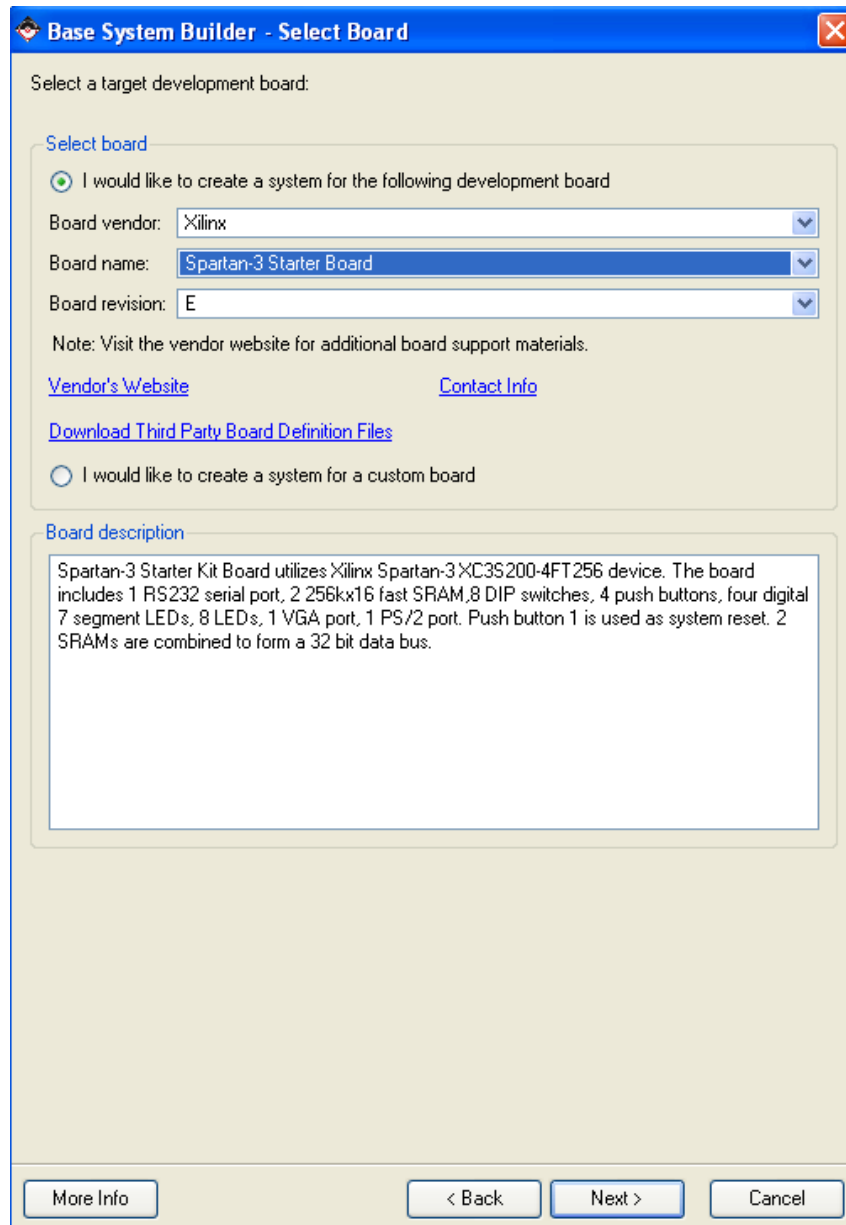 Base System Builder - Select Board
Select a target development board:
Select board
I would like to create a system for the following development board
Board vendor: Xilinx
Board name: Spartan-3 Starter Board
Board revision: E
Note: Visit the vendor website for additional board support materials.
Vendor's Website Contact Info
Download Third Party Board Definition Files
I would like to create a system for a custom board
Board description
Spartan-3 Starter Kit Board utilizes Xilinx Spartan-3 XC3S200-4FT256 device. The board
includes 1 RS232 serial port, 2 256kx16 fast SRAM,8 DIP switches, 4 push buttons, four digital
7 segment LEDs, 8 LEDs, 1 VGA port, 1 PS/2 port. Push button 1 is used as system reset. 2
SRAMs are combined to form a 32 bit data bus.
More Info < Back Next > Cancel